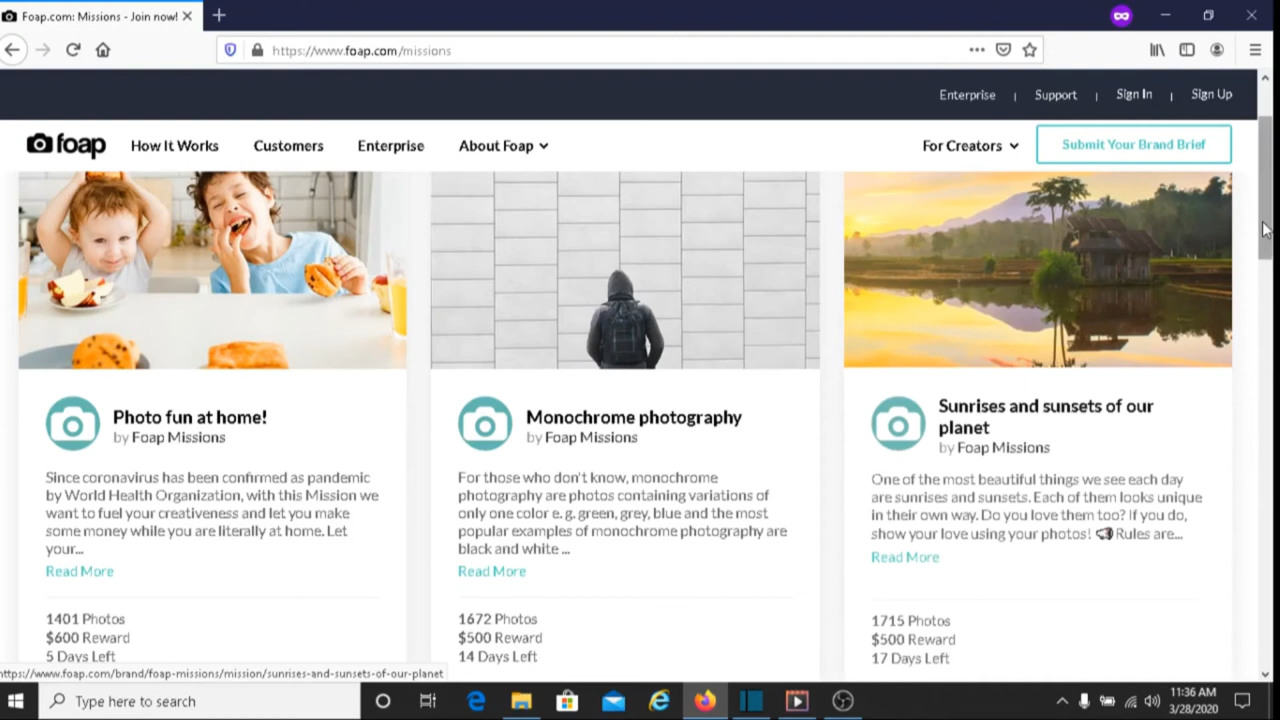 Foap.com: Missions - Join now!
https://www.foap.com/missions
Enterprise | Support | Sign In | Sign Up
foap How It Works Customers Enterprise About Foap For Creators Submit Your Brand Brief
Photo fun at home!
by Foap Missions
Since coronavirus has been confirmed as pandemic
by World Health Organization, with this Mission we
want to fuel your creativeness and let you make
some money while you are literally at home. Let
your...
Read More
1401 Photos
$600 Reward
5 Days Left
Monochrome photography
by Foap Missions
For those who don't know, monochrome
photography are photos containing variations of
only one color e. g. green, grey, blue and the most
popular examples of monochrome photography are
black and white ...
Read More
1672 Photos
$500 Reward
14 Days Left
Sunrises and sunsets of our
planet
by Foap Missions
One of the most beautiful things we see each day
are sunrises and sunsets. Each of them looks unique
in their own way. Do you love them too? If you do,
show your love using your photos! 📢 Rules are...
Read More
1715 Photos
$500 Reward
17 Days Left
https://www.foap.com/brand/foap-missions/mission/sunrises-and-sunsets-of-our-planet
Type here to search
11:36 AM
3/28/2020